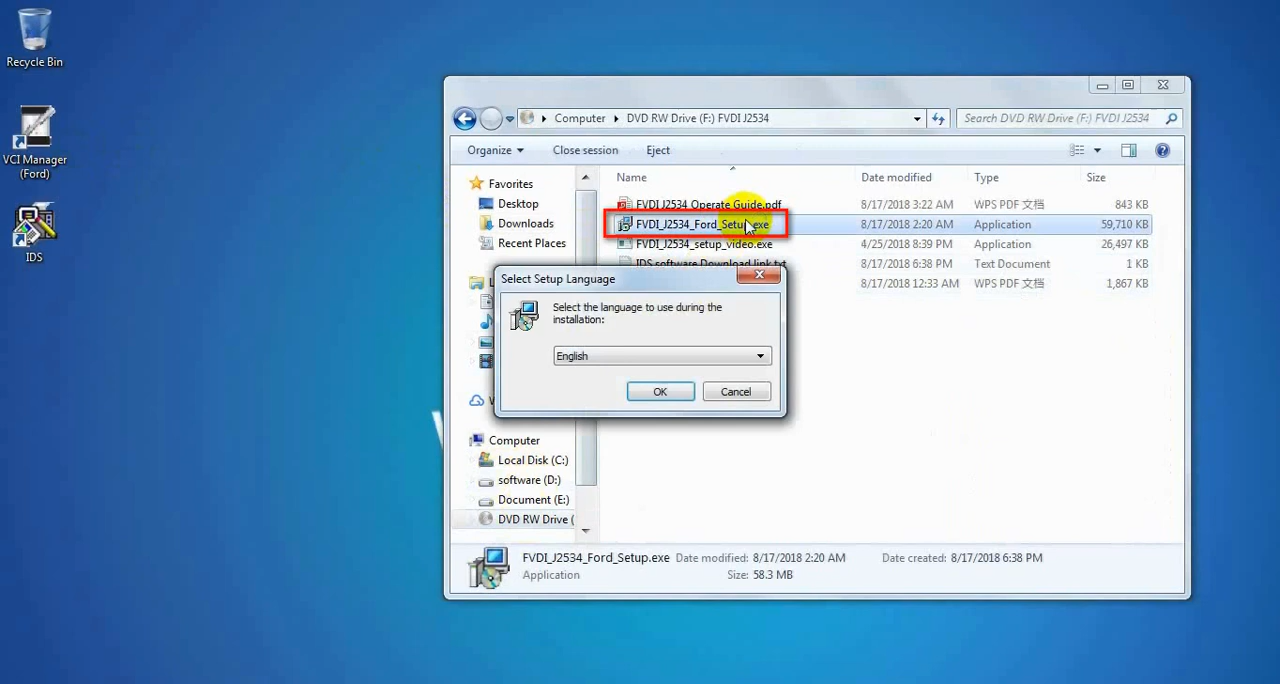 Recycle Bin
VCI Manager
(Ford)
IDS
Computer
DVD RW Drive (F:) FVDI J2534
Search DVD RW Drive (F:) FVDI J2534
Organize
Close session
Eject
Name
Date modified
Type
Size
Favorites
Desktop
Downloads
Recent Places
FVDI J2534 Operate Guide.pdf
8/17/2018 3:22 AM
WPS PDF 文档
843 KB
FVDI_J2534_Ford_Setup.exe
8/17/2018 2:20 AM
Application
59,710 KB
FVDI_J2534_setup_video.exe
4/25/2018 8:39 PM
Application
26,497 KB
IDS software Download link.txt
8/17/2018 6:38 PM
Text Document
1 KB
8/17/2018 12:33 AM
WPS PDF 文档
1,867 KB
Select Setup Language
Select the language to use during the
installation:
English
OK
Cancel
Computer
Local Disk (C:)
software (D:)
Document (E:)
DVD RW Drive (
FVDI_J2534_Ford_Setup.exe
Date modified: 8/17/2018 2:20 AM
Date created: 8/17/2018 6:38 PM
Application
Size: 58.3 MB